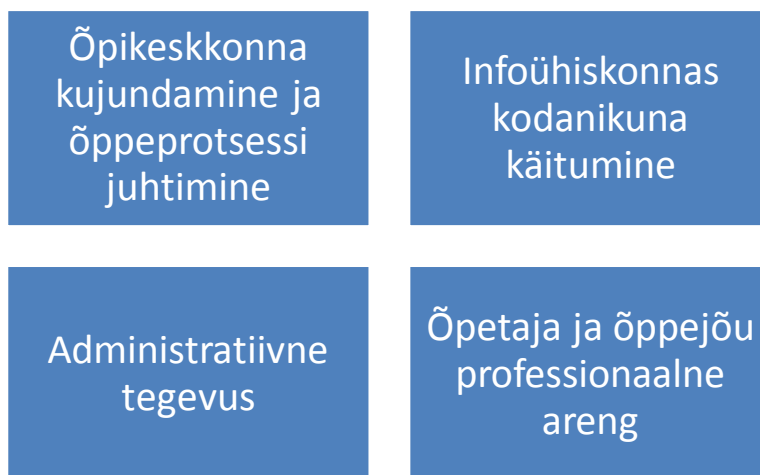 Õpikeskkonna
kujundamine ja
õppeprotsessi
juhtimine
Infoühiskonnas
kodanikuna
käitumine
Administratiivne
tegevus
Õpetaja ja õppejõu
professionaalne
areng